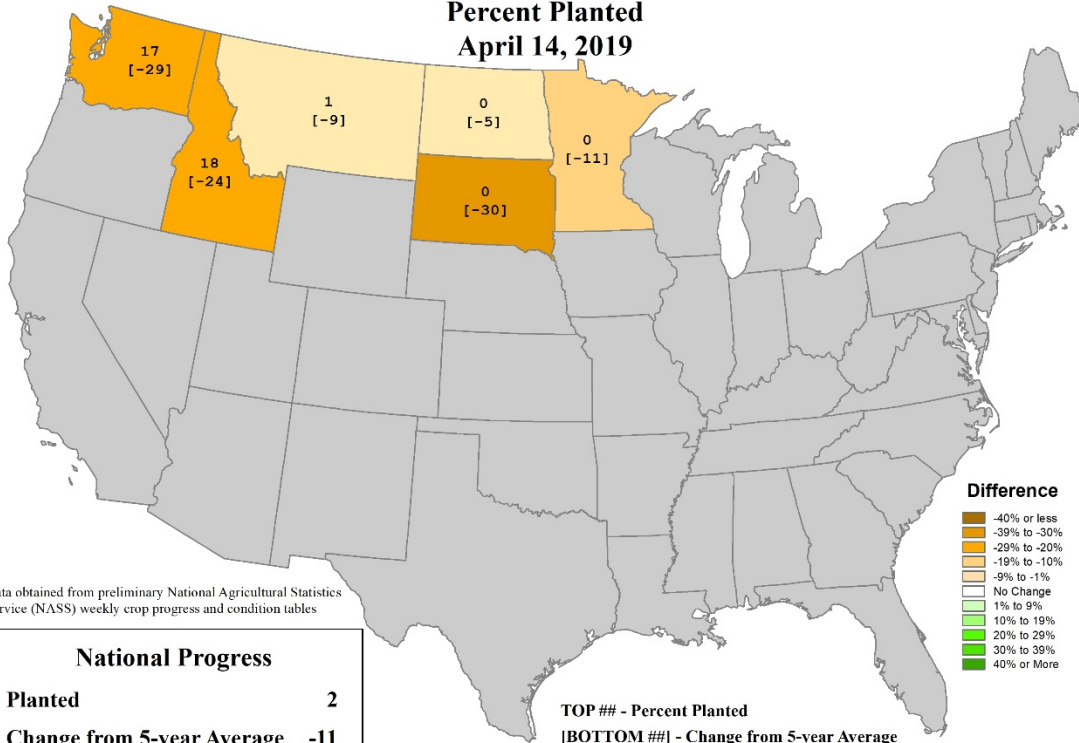 Percent Planted
April 14, 2019
17
[-29]
18
[-24]
1
[-9]
0
[-5]
0
[-30]
0
[-11]
Difference
-40% or less
-39% to -30%
-29% to -20%
-19% to -10%
-9% to -1%
No Change
1% to 9%
10% to 19%
20% to 29%
30% to 39%
40% or More
ta obtained from preliminary National Agricultural Statistics
rvice (NASS) weekly crop progress and condition tables
National Progress
Planted 2
Change from 5-year Average -11
TOP ## - Percent Planted
[BOTTOM ##] - Change from 5-year Average